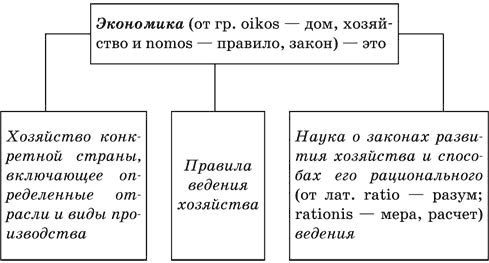 Экономика (от гр. oikos — дом, хозяй-
ство и nomos — правило, закон) — это
Хозяйство конк-
ретной страны,
включающее оп-
ределенные от-
расли и виды про-
изводства
Правила
ведения
хозяйства
Наука о законах разви-
тия хозяйства и спосо-
бах его рационального
(от лат. ratio — разум;
rationis — мера, расчет)
ведения